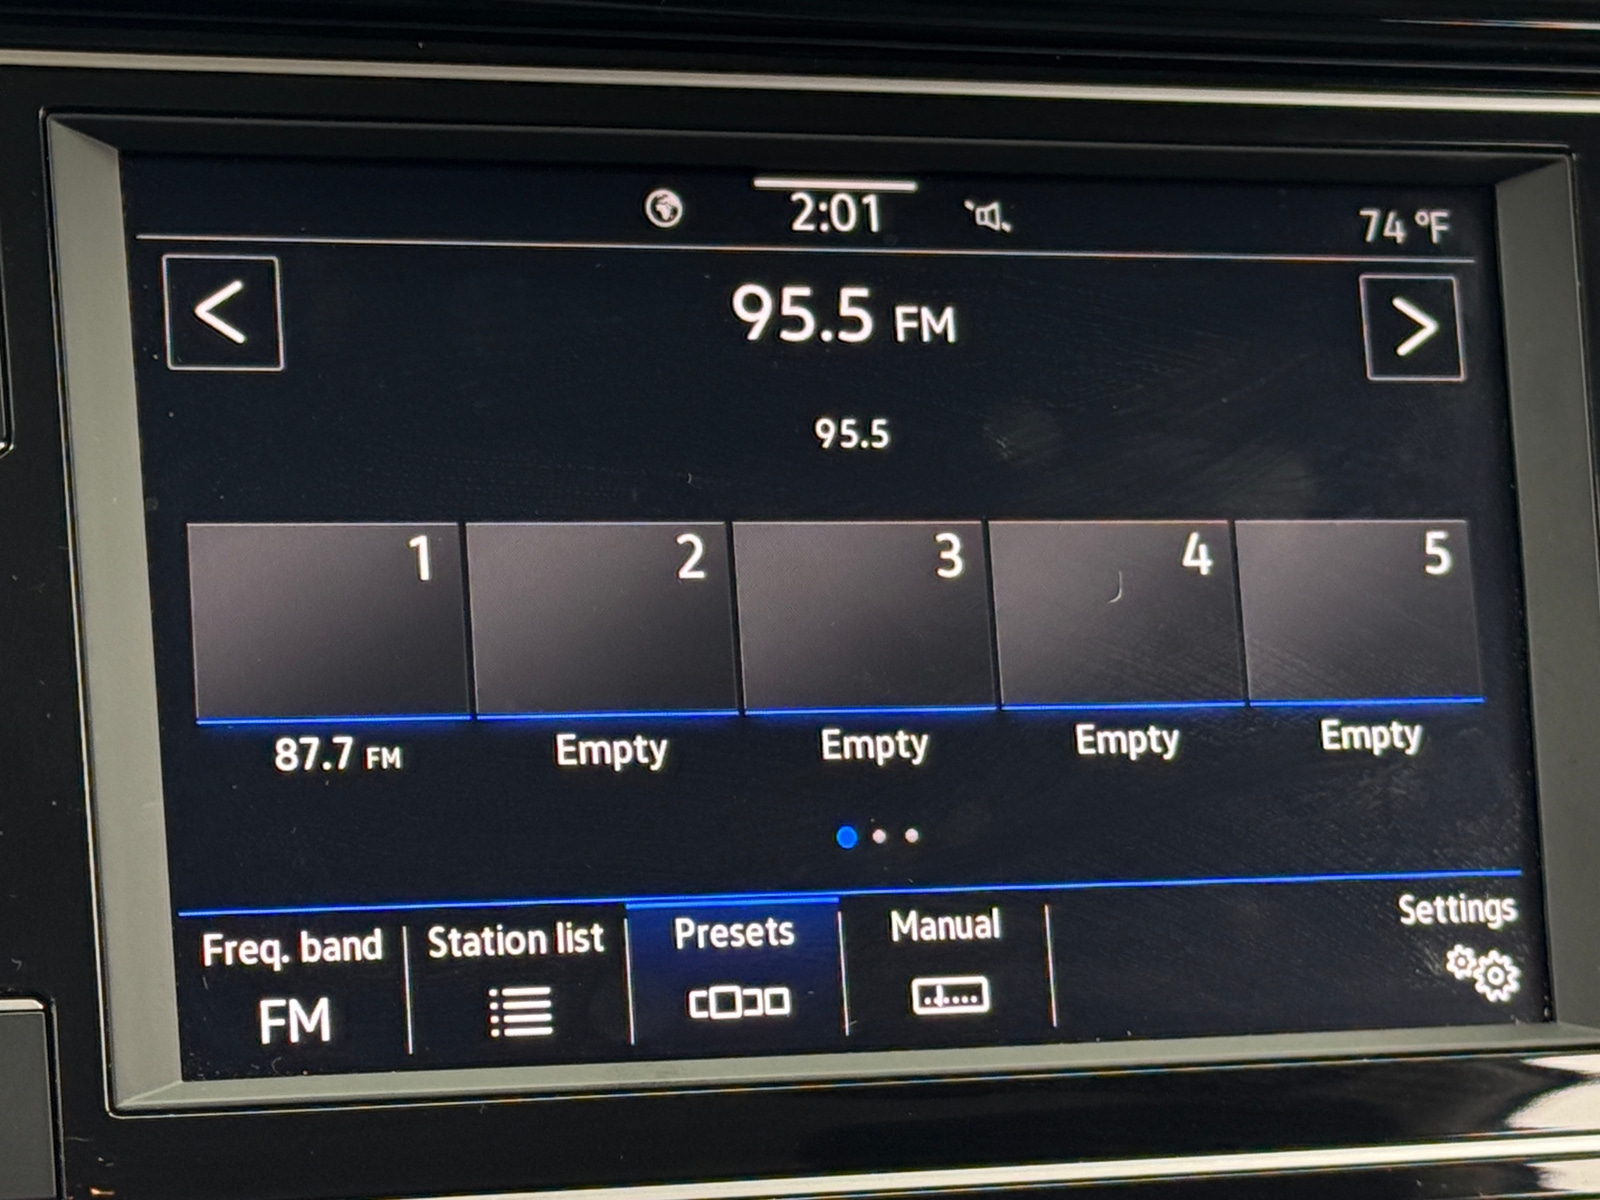 2:01
74 °F
<
95.5 FM
>
95.5
1
2
3
4
5
87.7 FM
Empty
Empty
Empty
Empty
Freq. band
Station list
Presets
Manual
Settings
FM